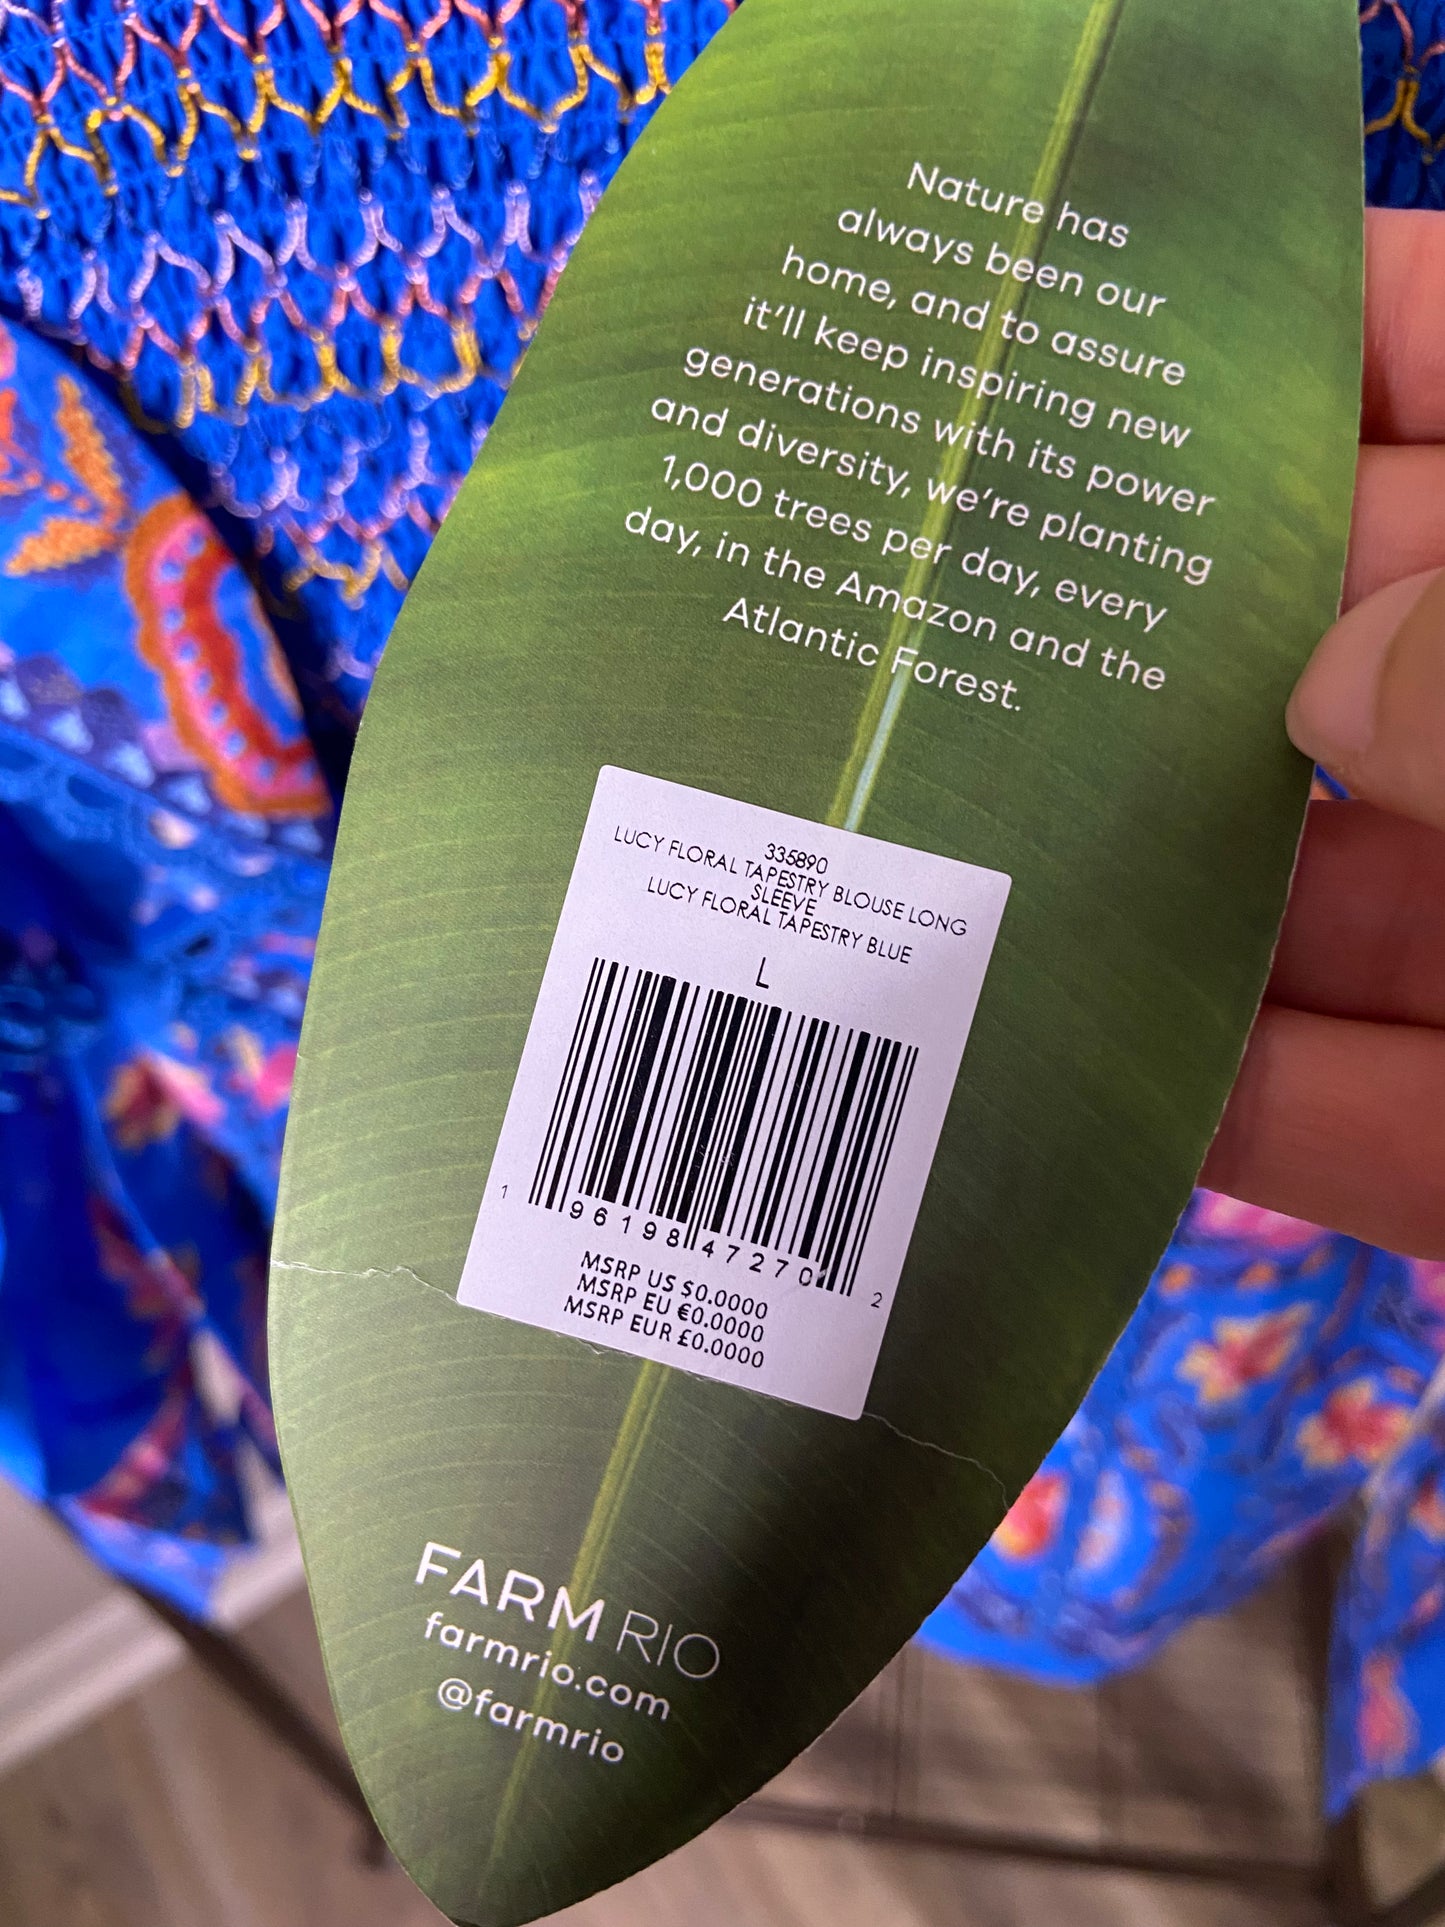 Nature has
always been our
home, and to assure
it'll keep inspiring new
generations with its power
and diversity, we're planting
1,000 trees per day, every
day, in the Amazon and the
Atlantic Forest.
335890
LUCY FLORAL TAPESTRY BLOUSE LONG
SLEEVE
LUCY FLORAL TAPESTRY BLUE
L
1 96198 47270 2
MSRP US $0.0000
MSRP EU €0.0000
MSRP EUR £0.0000
FARM RIO
farmrio.com
@farmrio